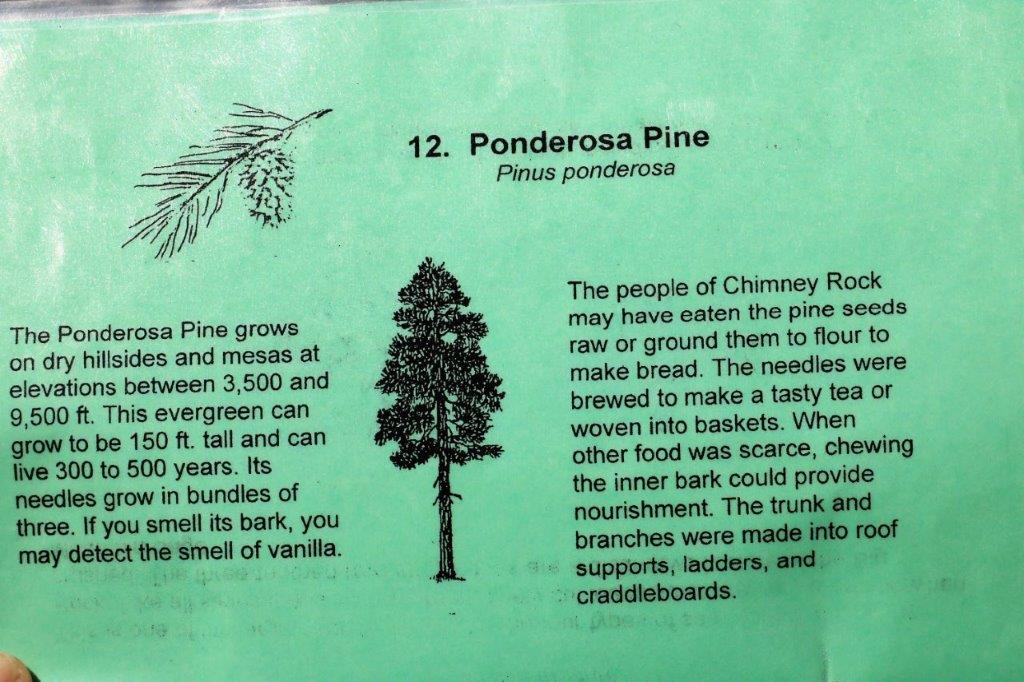 12. Ponderosa Pine
Pinus ponderosa
The Ponderosa Pine grows
on dry hillsides and mesas at
elevations between 3,500 and
9,500 ft. This evergreen can
grow to be 150 ft. tall and can
live 300 to 500 years. Its
needles grow in bundles of
three. If you smell its bark, you
may detect the smell of vanilla.
The people of Chimney Rock
may have eaten the pine seeds
raw or ground them to flour to
make bread. The needles were
brewed to make a tasty tea or
woven into baskets. When
other food was scarce, chewing
the inner bark could provide
nourishment. The trunk and
branches were made into roof
supports, ladders, and
craddleboards.